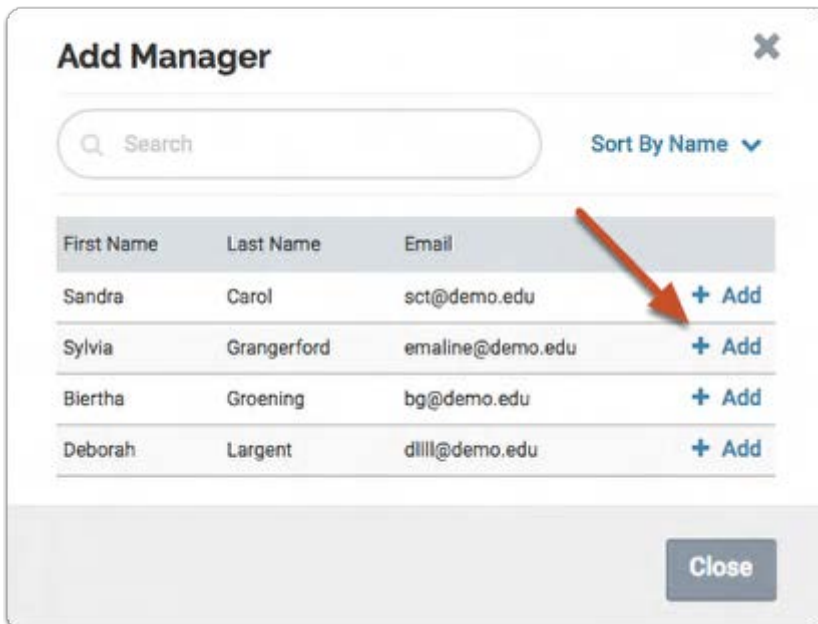 Add Manager
Search Sort By Name
First Name Last Name Email
Sandra Carol sct@demo.edu + Add
Sylvia Grangerford emaline@demo.edu + Add
Biertha Groening bg@demo.edu + Add
Deborah Largent dllll@demo.edu + Add
Close